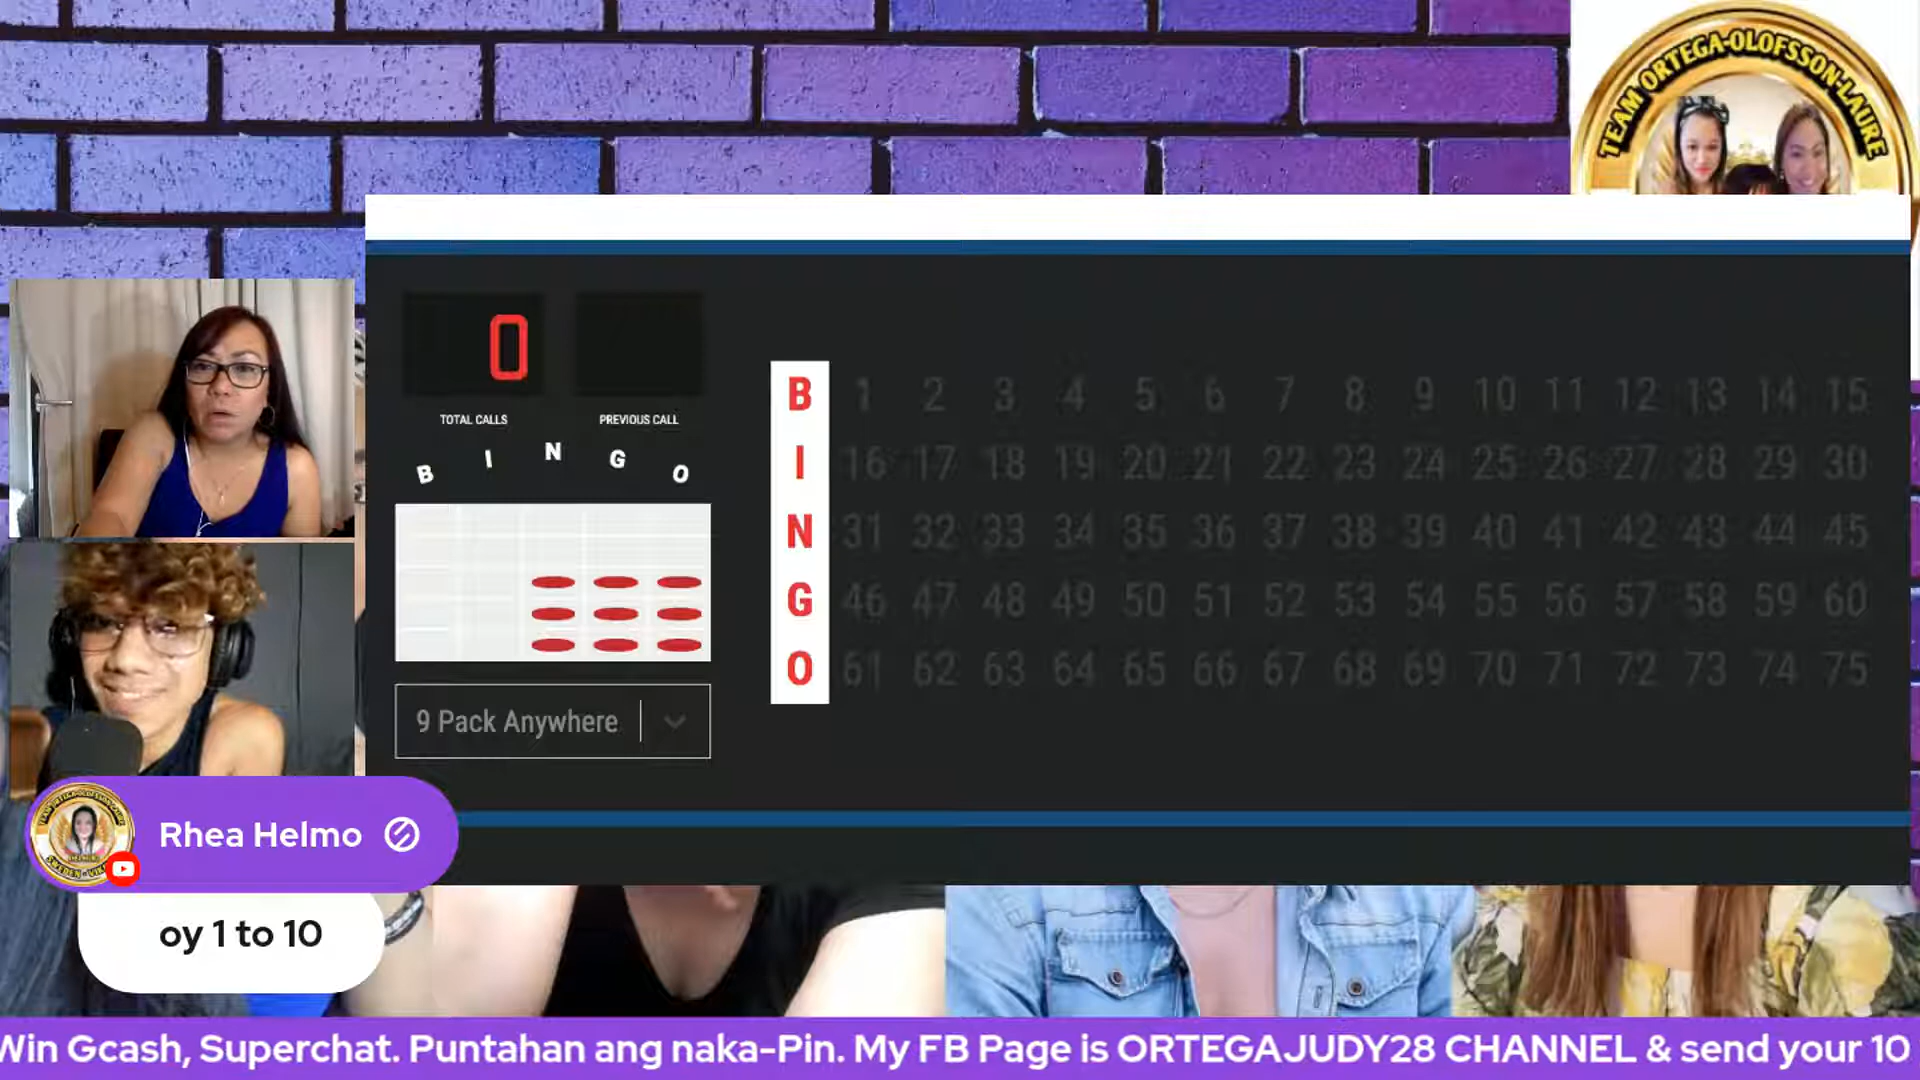 TEAM ORTEGA-OLOFSSON-LAURE
0
TOTAL CALLS
PREVIOUS CALL
B I N G O
9 Pack Anywhere
B 1 2 3 4 5 6 7 8 9 10 11 12 13 14 15
I 16 17 18 19 20 21 22 23 24 25 26 27 28 29 30
N 31 32 33 34 35 36 37 38 39 40 41 42 43 44 45
G 46 47 48 49 50 51 52 53 54 55 56 57 58 59 60
O 61 62 63 64 65 66 67 68 69 70 71 72 73 74 75
Rhea Helmo
oy 1 to 10
Win Gcash, Superchat. Puntahan ang naka-Pin. My FB Page is ORTEGAJUDY28 CHANNEL & send your 10